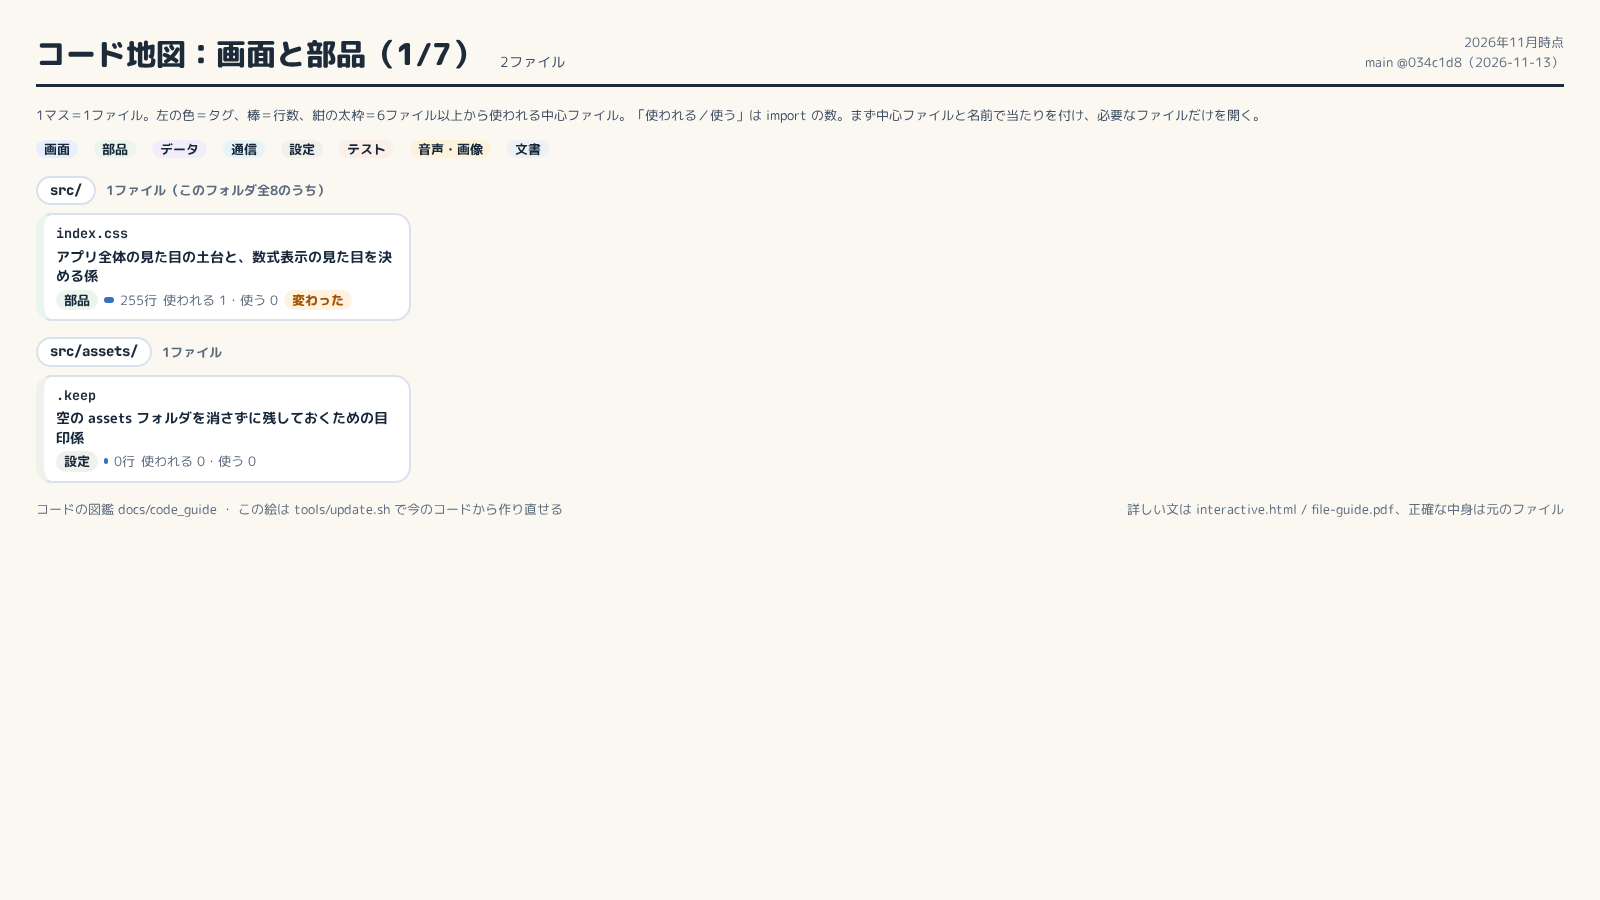 コード地図：画面と部品（1/7） 2ファイル
2026年11月時点
main @034c1d8（2026-11-13）
1マス＝1ファイル。左の色＝タグ、棒＝行数、紺の太枠＝6ファイル以上から使われる中心ファイル。「使われる／使う」は import の数。まず中心ファイルと名前で当たりを付け、必要なファイルだけを開く。
画面 部品 データ 通信 設定 テスト 音声・画像 文書
src/ 1ファイル（このフォルダ全8のうち）
index.css
アプリ全体の見た目の土台と、数式表示の見た目を決
める係
部品 255行 使われる 1 · 使う 0 変わった
src/assets/ 1ファイル
.keep
空の assets フォルダを消さずに残しておくための目
印係
設定 0行 使われる 0 · 使う 0
コードの図鑑 docs/code_guide · この絵は tools/update.sh で今のコードから作り直せる
詳しい文は interactive.html / file-guide.pdf、正確な中身は元のファイル